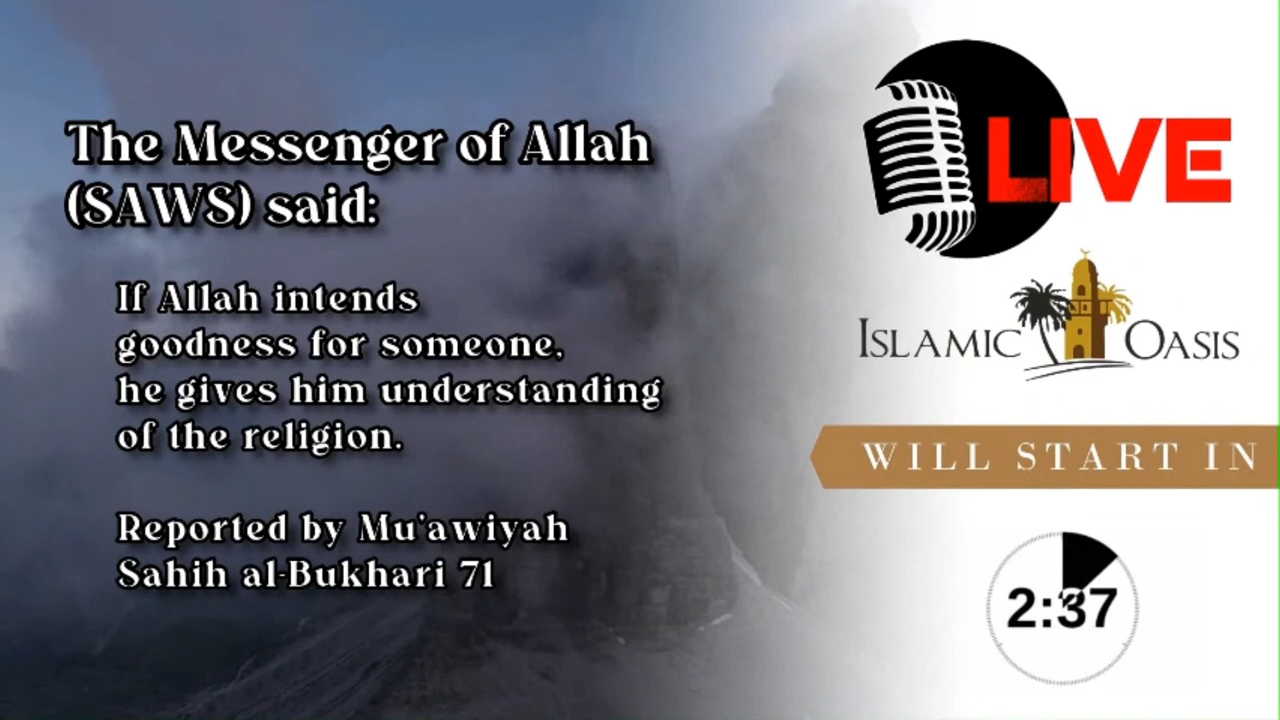 The Messenger of Allah
(SAWS) said:
If Allah intends
goodness for someone,
he gives him understanding
of the religion.
Reported by Mu'awiyah
Sahih al-Bukhari 71
LIVE
ISLAMIC OASIS
WILL START IN
2:37